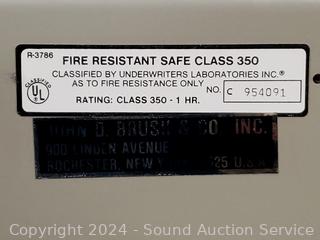 R-3786
FIRE RESISTANT SAFE CLASS 350
CLASSIFIED BY UNDERWRITERS LABORATORIES INC.®
AS TO FIRE RESISTANCE ONLY
NO. C 954091
RATING: CLASS 350 - 1 HR.
CLASSIFIED
UL
JOHN D. BRUSH & CO. INC.
900 LINDEN AVENUE
ROCHESTER, NEW U.S.A.
Copyright 2024 - Sound Auction Service